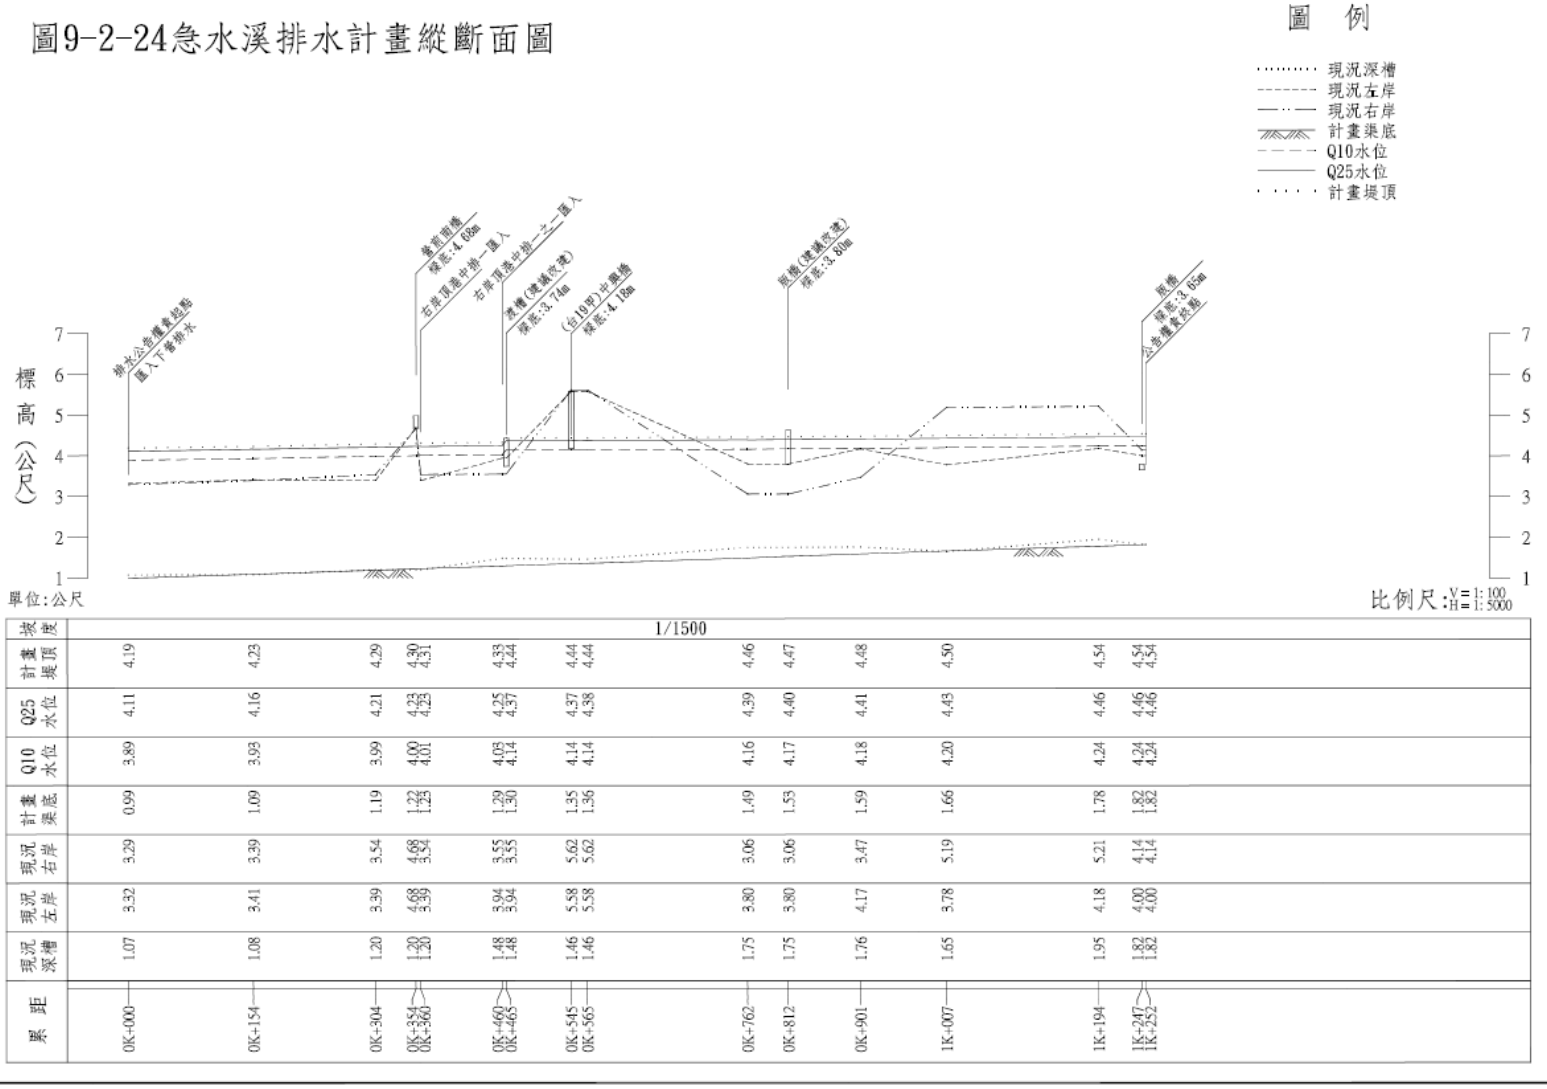 圖9-2-24急水溪排水計畫縱斷面圖
圖 例
現況深槽
現況左岸
現況右岸
計畫渠底
Q10水位
Q25水位
計畫堤頂
排水公告權責起點
匯入下營排水
營前南橋
樑底:4.68m
右岸頂港中排一匯入
右岸頂港中排一之一匯入
渡槽(建議改建)
樑底:3.74m
(台19甲)中興橋
樑底:4.18m
版橋(建議改建)
樑底:3.80m
版橋
樑底:3.65m
公告權責終點
標高(公尺)
7
6
5
4
3
2
1
7
6
5
4
3
2
1
單位:公尺
比例尺:V=1:100
H=1:5000
坡度 1/1500
計畫堤頂 4.19 4.23 4.29 4.30 4.31 4.33 4.44 4.44 4.44 4.46 4.47 4.48 4.50 4.54 4.54 4.54
Q25水位 4.11 4.16 4.21 4.23 4.23 4.25 4.37 4.37 4.38 4.39 4.40 4.41 4.43 4.46 4.46 4.46
Q10水位 3.89 3.93 3.99 4.00 4.01 4.03 4.14 4.14 4.14 4.16 4.17 4.18 4.20 4.24 4.24 4.24
計畫渠底 0.99 1.09 1.19 1.22 1.23 1.29 1.30 1.35 1.36 1.49 1.53 1.59 1.66 1.78 1.82 1.82
現況右岸 3.29 3.39 3.54 4.68 3.54 3.55 3.55 5.62 5.62 3.06 3.06 3.47 5.19 5.21 4.14 4.14
現況左岸 3.32 3.41 3.39 4.68 3.39 3.94 3.94 5.58 5.58 3.80 3.80 4.17 3.78 4.18 4.00 4.00
現況深槽 1.07 1.08 1.20 1.20 1.20 1.48 1.48 1.46 1.46 1.75 1.75 1.76 1.65 1.95 1.82 1.82
累距 0K+000 0K+154 0K+304 0K+354 0K+360 0K+460 0K+465 0K+545 0K+565 0K+762 0K+812 0K+901 1K+007 1K+194 1K+247 1K+252